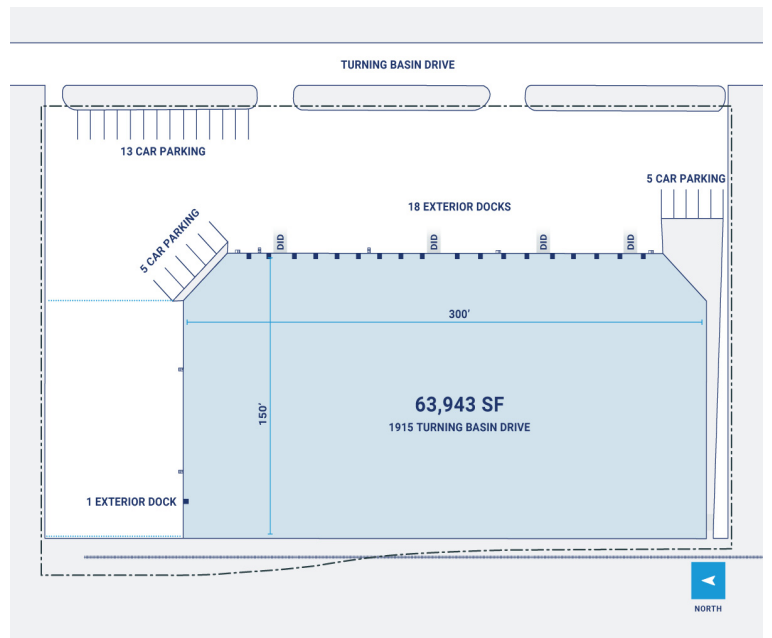 TURNING BASIN DRIVE
13 CAR PARKING
5 CAR PARKING
18 EXTERIOR DOCKS
5 CAR PARKING
DID
DID
DID
DID
300'
150'
63,943 SF
1915 TURNING BASIN DRIVE
1 EXTERIOR DOCK
NORTH